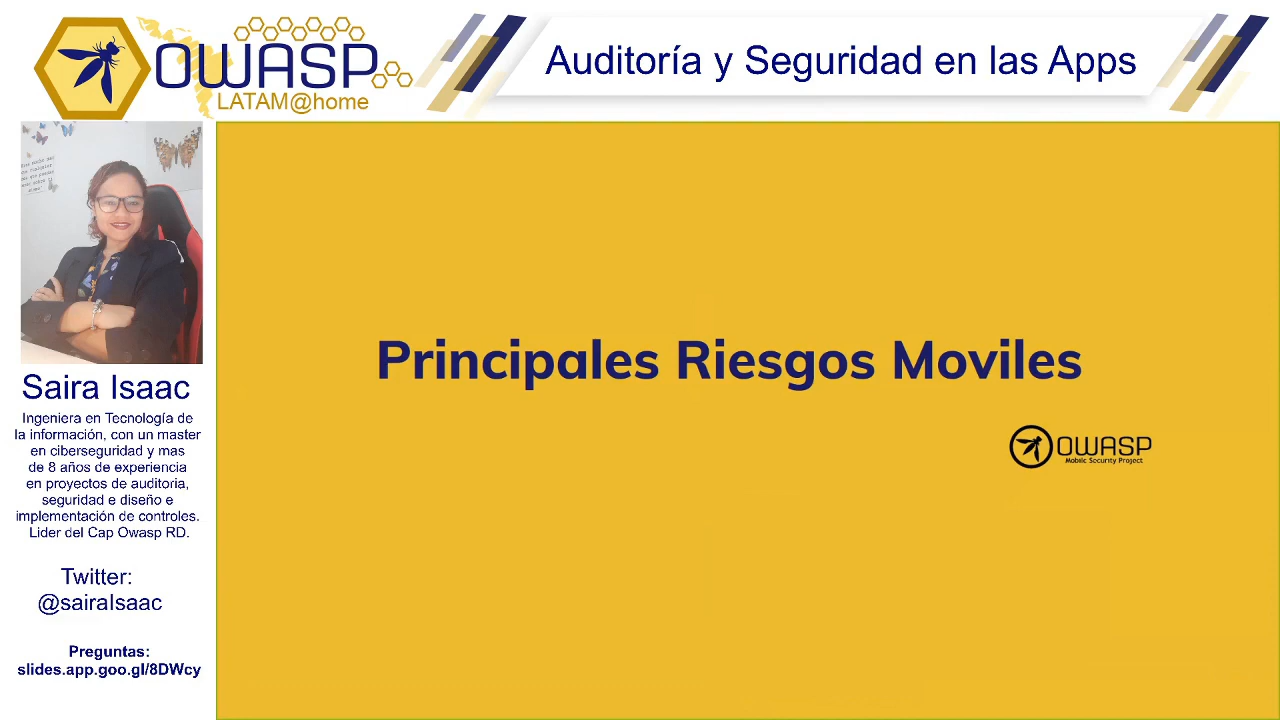 OWASP
LATAM@home
Auditoría y Seguridad en las Apps
Saira Isaac
Ingeniera en Tecnología de
la información, con un master
en ciberseguridad y mas
de 8 años de experiencia
en proyectos de auditoria,
seguridad e diseño e
implementación de controles.
Lider del Cap Owasp RD.
Twitter:
@sairaIsaac
Preguntas:
slides.app.goo.gl/8DWcy
Principales Riesgos Moviles
OWASP
Mobile Security Project